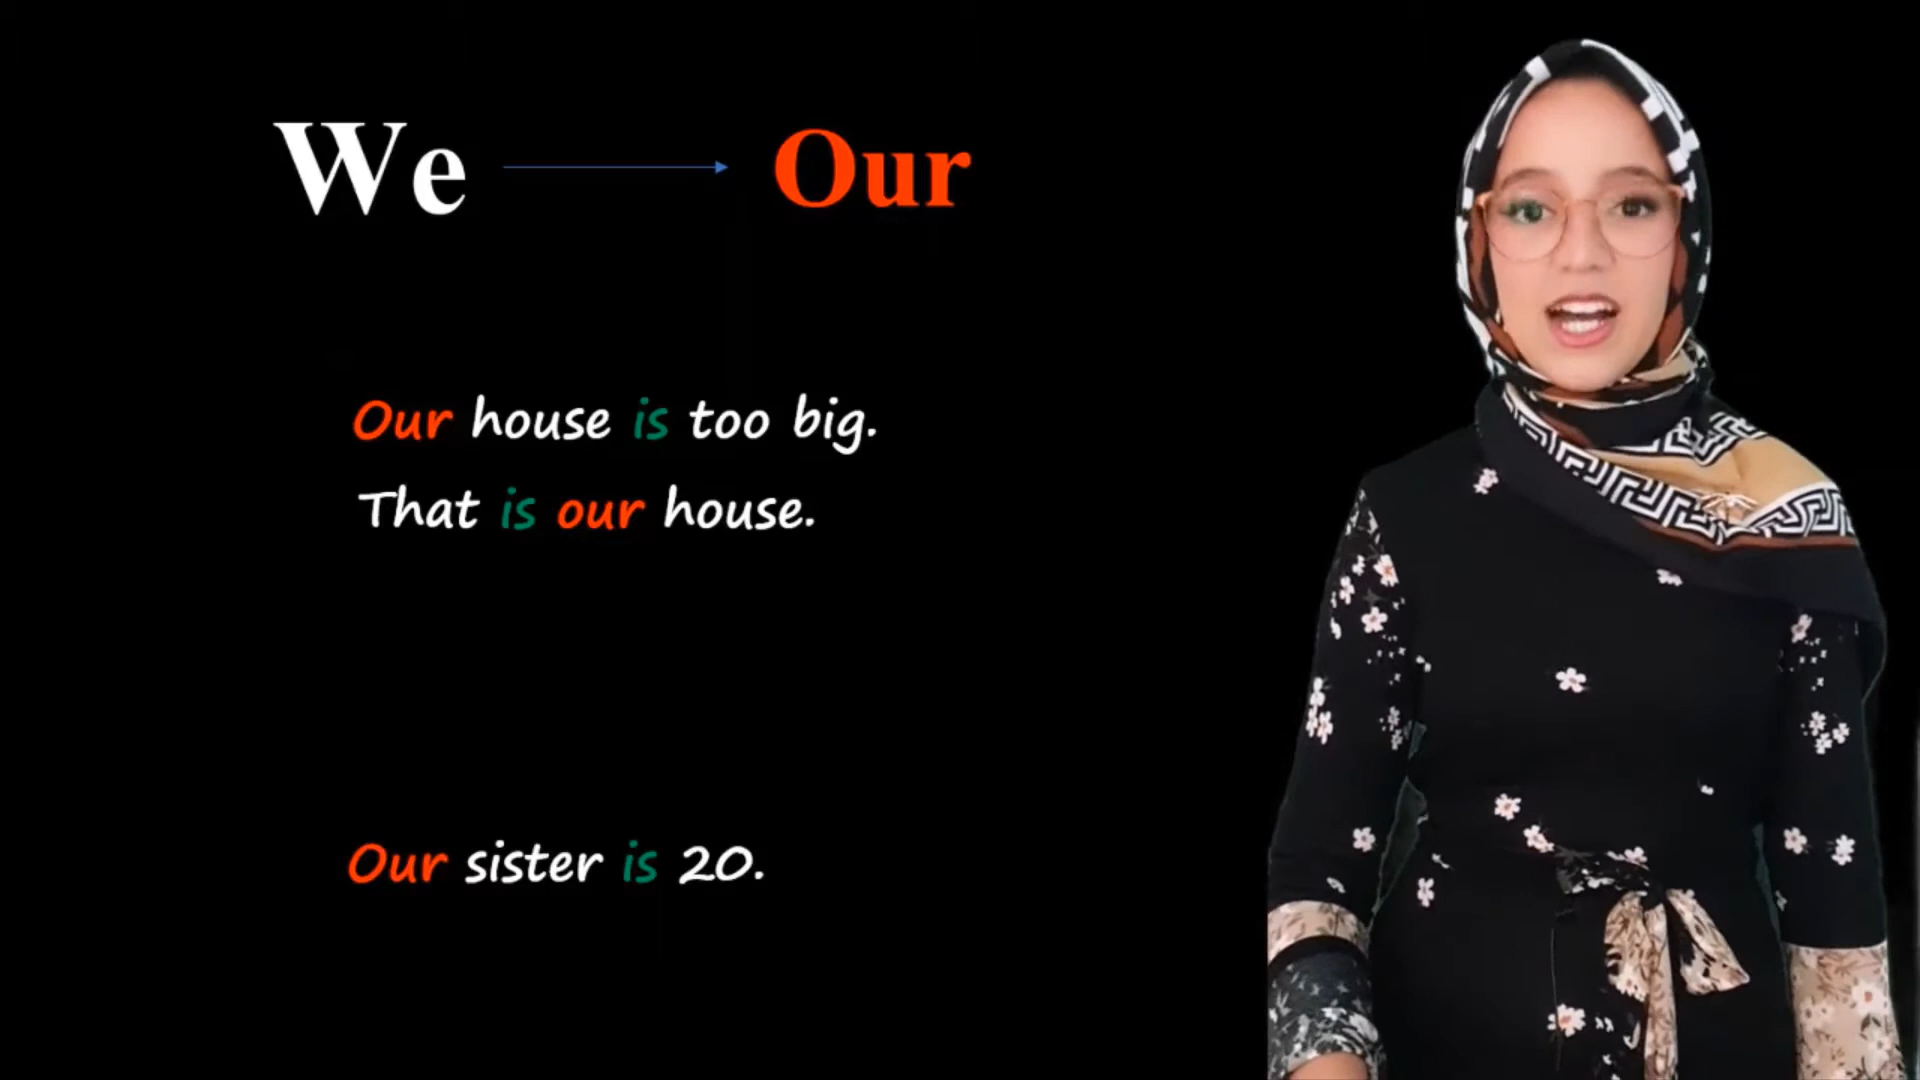 We Our
Our house is too big.
That is our house.
Our sister is 20.